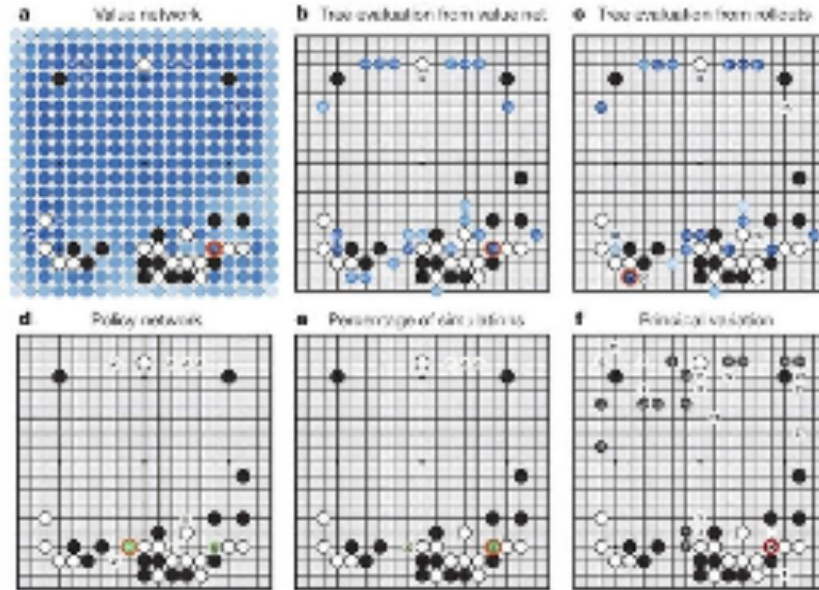 a Value network
b Tree evaluation from value net
c Tree evaluation from rollouts
d Policy network
e Percentage of simulations
f Principal variation